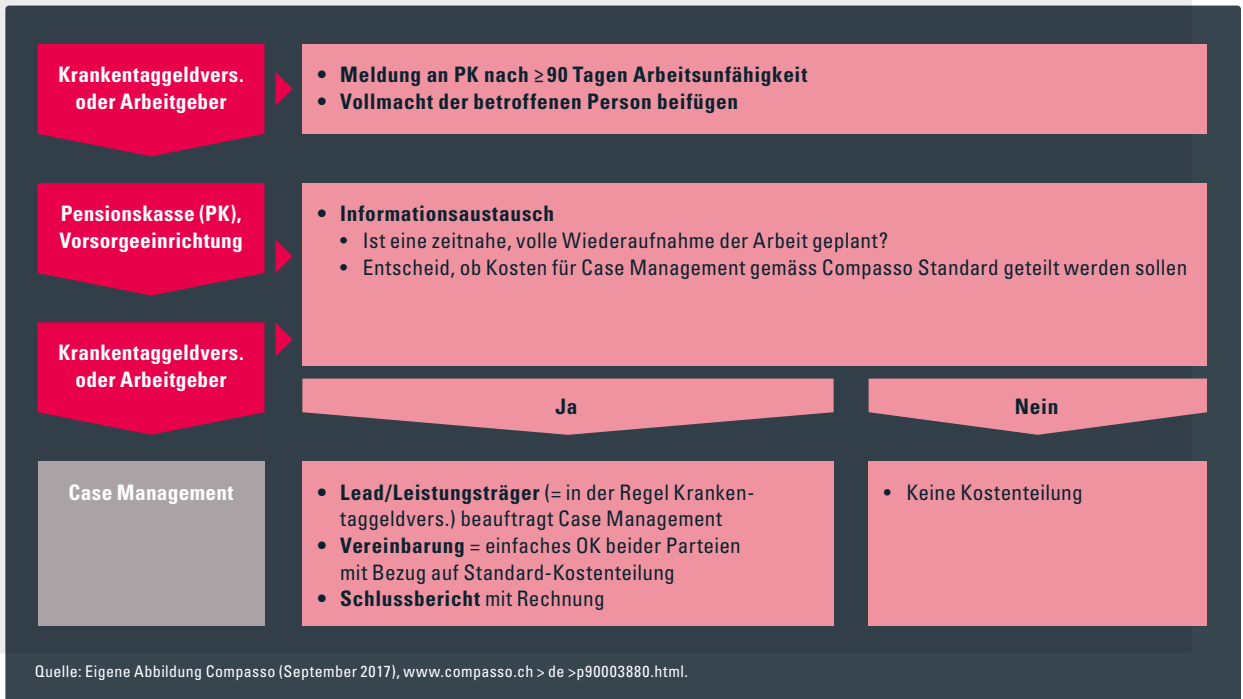 Krankentaggeldvers.
oder Arbeitgeber
• Meldung an PK nach ≥ 90 Tagen Arbeitsunfähigkeit
• Vollmacht der betroffenen Person beifügen
Pensionskasse (PK),
Vorsorgeeinrichtung
• Informationsaustausch
• Ist eine zeitnahe, volle Wiederaufnahme der Arbeit geplant?
• Entscheid, ob Kosten für Case Management gemäss Compasso Standard geteilt werden sollen
Krankentaggeldvers.
oder Arbeitgeber
Ja
Nein
Case Management
• Lead/Leistungsträger (= in der Regel Kranken-
taggeldvers.) beauftragt Case Management
• Vereinbarung = einfaches OK beider Parteien
mit Bezug auf Standard-Kostenteilung
• Schlussbericht mit Rechnung
• Keine Kostenteilung
Quelle: Eigene Abbildung Compasso (September 2017), www.compasso.ch > de >p90003880.html.